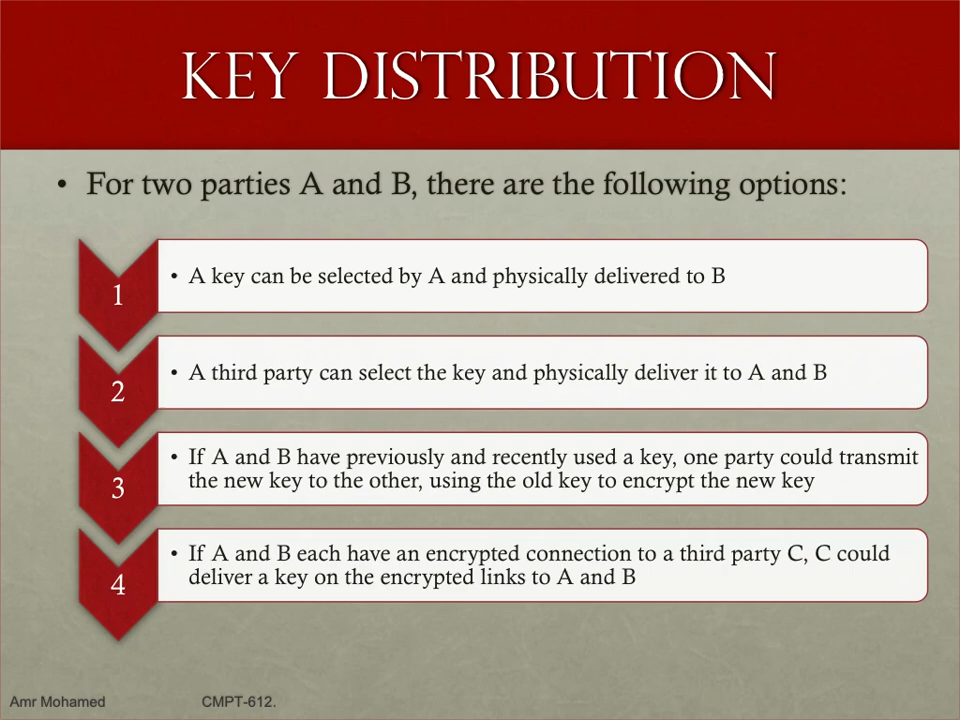 KEY DISTRIBUTION
• For two parties A and B, there are the following options:
1
• A key can be selected by A and physically delivered to B
2
• A third party can select the key and physically deliver it to A and B
3
• If A and B have previously and recently used a key, one party could transmit
the new key to the other, using the old key to encrypt the new key
4
• If A and B each have an encrypted connection to a third party C, C could
deliver a key on the encrypted links to A and B
Amr Mohamed CMPT-612.